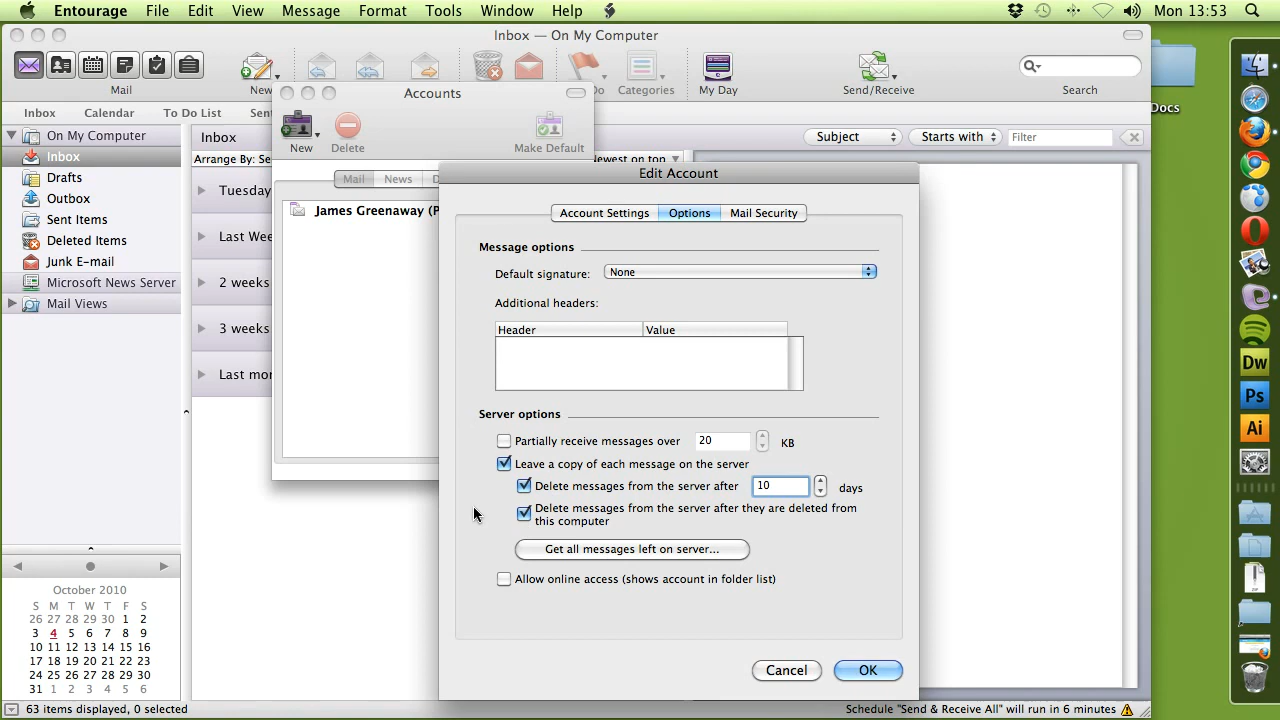 Entourage File Edit View Message Format Tools Window Help Mon 13:53
Inbox — On My Computer
Mail New Categories My Day Send/Receive Search
Inbox Calendar To Do List
Accounts
New Delete Make Default
On My Computer
Inbox
Drafts
Outbox
Sent Items
Deleted Items
Junk E-mail
Microsoft News Server
Mail Views
Inbox Subject Starts with Filter
Arrange By: Newest on top
Tuesday
Last
2 weeks
3 weeks
Last
Mail News
James Greenaway
Edit Account
Account Settings Options Mail Security
Message options
Default signature: None
Additional headers:
Header Value
Server options
Partially receive messages over 20 KB
Leave a copy of each message on the server
Delete messages from the server after 10 days
Delete messages from the server after they are deleted from
this computer
Get all messages left on server...
Allow online access (shows account in folder list)
Cancel OK
October 2010
S M T W T F S
26 27 28 29 30 1 2
3 4 5 6 7 8 9
10 11 12 13 14 15 16
17 18 19 20 21 22 23
24 25 26 27 28 29 30
31 1 2 3 4 5 6
63 items displayed, 0 selected
Schedule "Send & Receive All" will run in 6 minutes
Docs
Dw
Ps
Ai